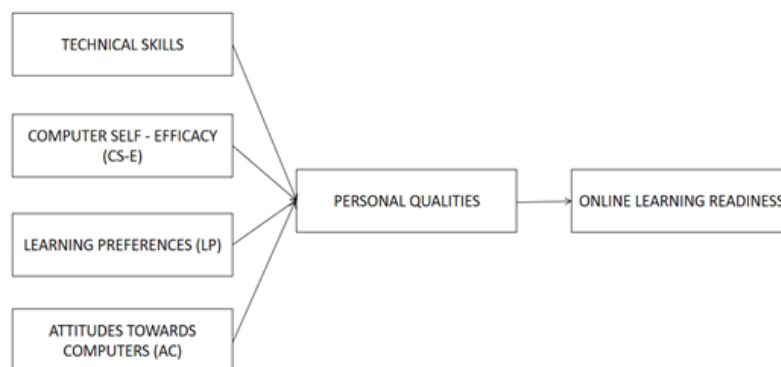 TECHNICAL SKILLS
COMPUTER SELF - EFFICACY
(CS-E)
PERSONAL QUALITIES
ONLINE LEARNING READINESS
LEARNING PREFERENCES (LP)
ATTITUDES TOWARDS
COMPUTERS (AC)